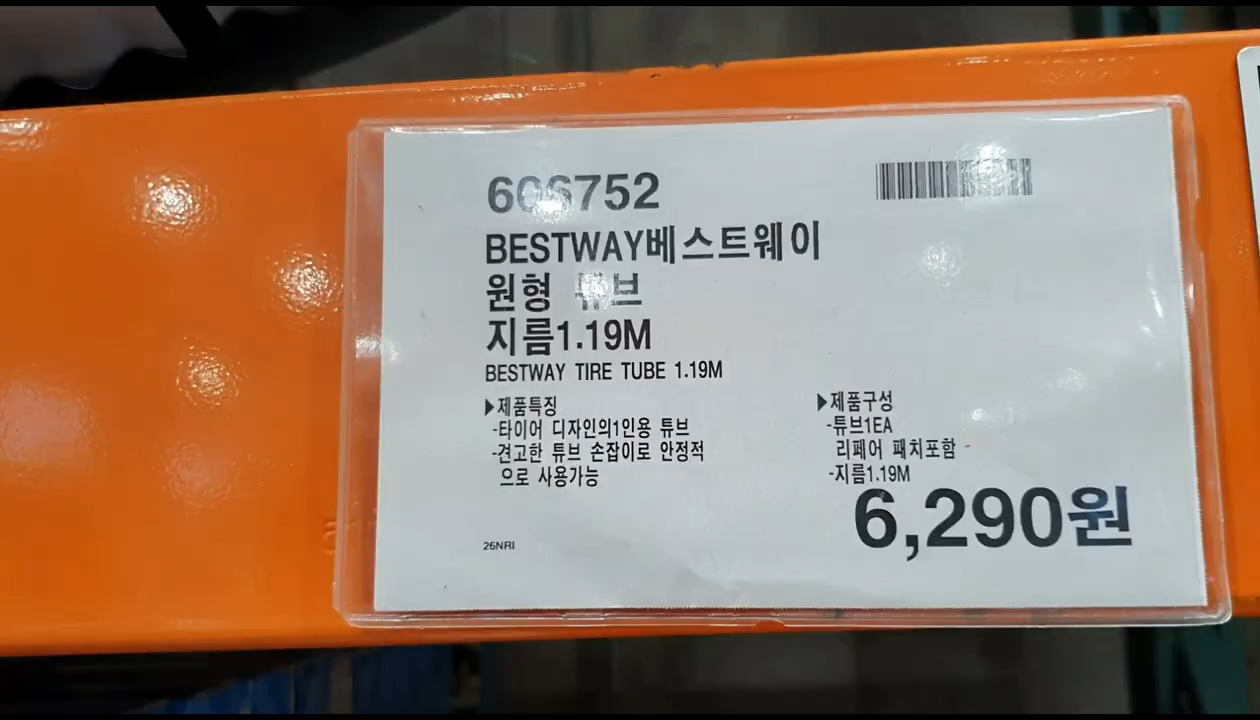 606752
BESTWAY베스트웨이
원형 튜브
지름1.19M
BESTWAY TIRE TUBE 1.19M
▶제품특징
-타이어 디자인의1인용 튜브
-견고한 튜브 손잡이로 안정적
으로 사용가능
▶제품구성
-튜브1EA
리페어 패치포함
-지름1.19M
6,290원
26NRI